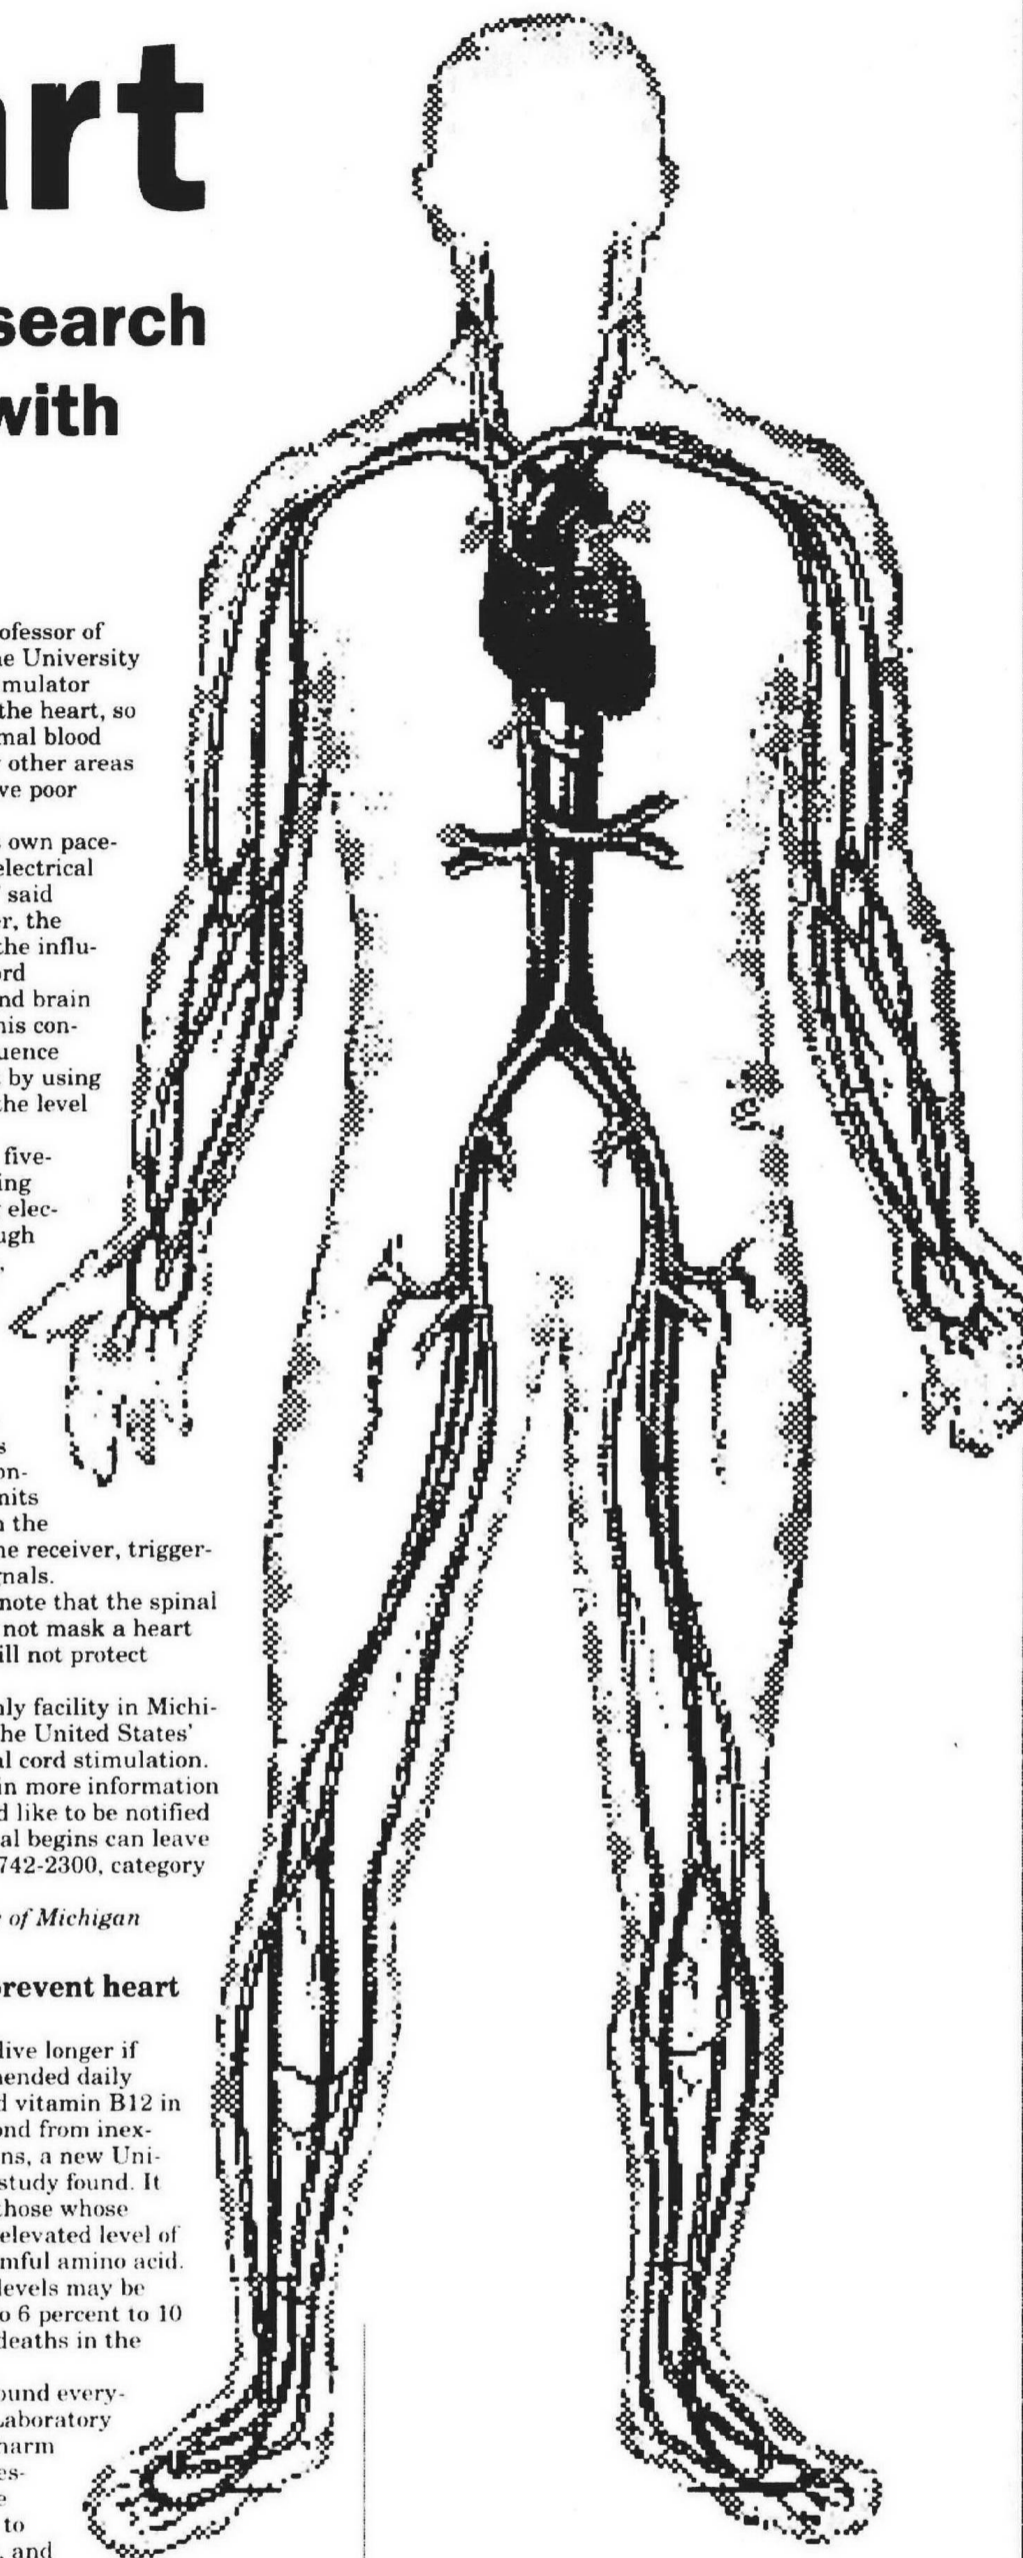 art
search
with
ofessor of
e University
mulator
the heart, so
mal blood
other areas
ve poor
own pace-
electrical
said
er, the
the influ-
ord
nd brain
his con-
uence
by using
the level
five-
ing
elec-
ugh
s
on-
nits
n the
ne receiver, trigger-
nals.
note that the spinal
not mask a heart
ill not protect
nly facility in Michi-
he United States'
al cord stimulation.
in more information
d like to be notified
al begins can leave
742-2300, category
of Michigan
prevent heart
live longer if
mended daily
d vitamin B12 in
ond from inex-
ns, a new Uni-
study found. It
those whose
elevated level of
mful amino acid.
levels may be
o 6 percent to 10
deaths in the
ound every-
Laboratory
harm
es-
e
to
, and